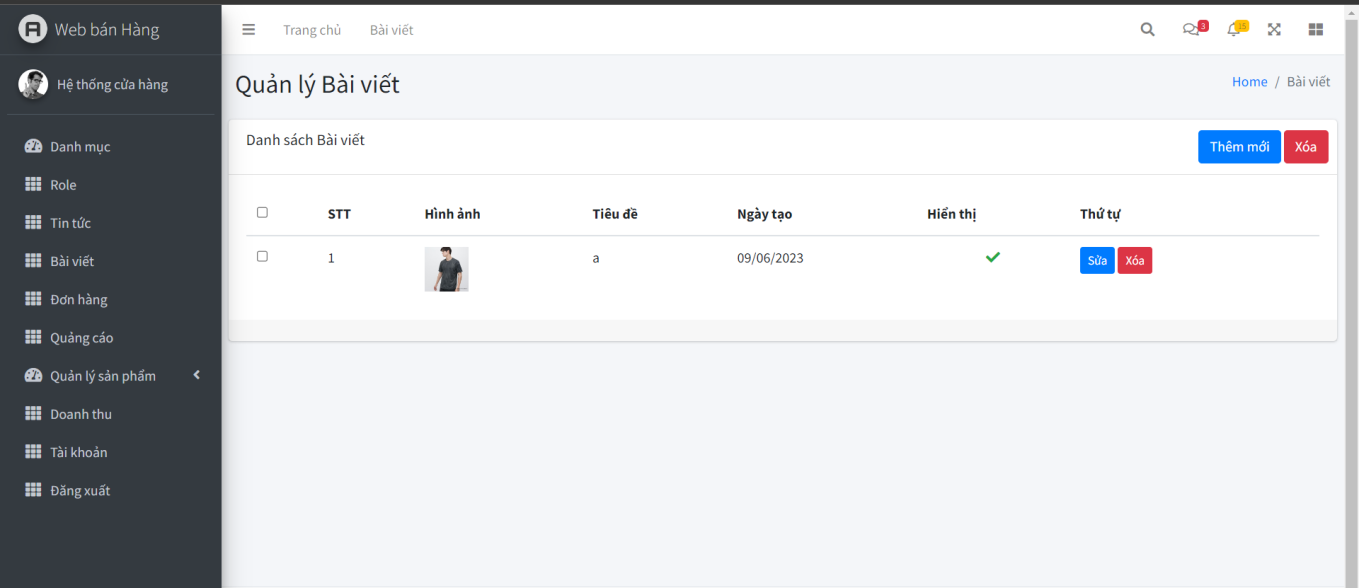 Web bán Hàng
Trang chủ Bài viết 3 15
Hệ thống cửa hàng
Quản lý Bài viết
Home / Bài viết
Danh mục
Role
Tin tức
Bài viết
Đơn hàng
Quảng cáo
Quản lý sản phẩm
Doanh thu
Tài khoản
Đăng xuất
Danh sách Bài viết
Thêm mới Xóa
STT Hình ảnh Tiêu đề Ngày tạo Hiển thị Thứ tự
1 a 09/06/2023 Sửa Xóa